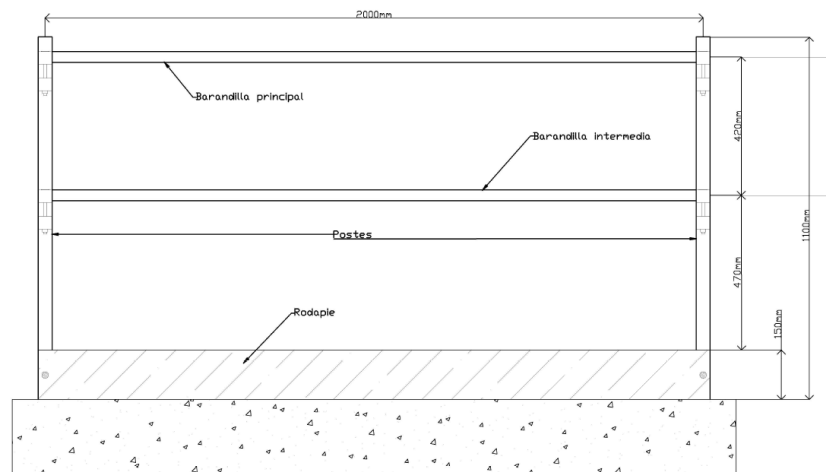 2000mm
Barandilla principal
Barandilla intermedia
420mm
Postes
1100mm
470mm
Rodapie
150mm